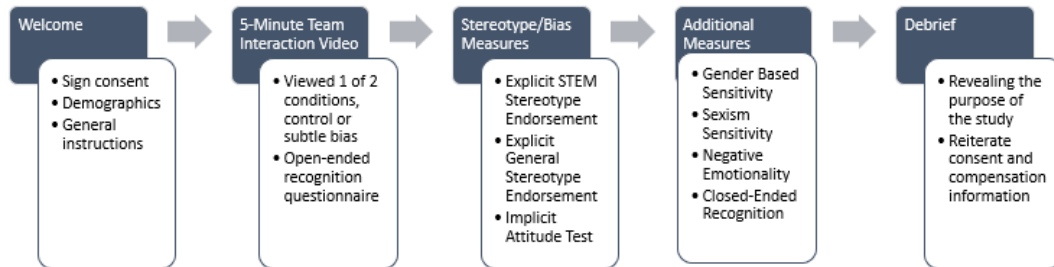 Welcome
• Sign consent
• Demographics
• General
instructions
5-Minute Team
Interaction Video
• Viewed 1 of 2
conditions,
control or
subtle bias
• Open-ended
recognition
questionnaire
Stereotype/Bias
Measures
• Explicit STEM
Stereotype
Endorsement
• Explicit
General
Stereotype
Endorsement
• Implicit
Attitude Test
Additional
Measures
• Gender Based
Sensitivity
• Sexism
Sensitivity
• Negative
Emotionality
• Closed-Ended
Recognition
Debrief
• Revealing the
purpose of
the study
• Reiterate
consent and
compensation
information